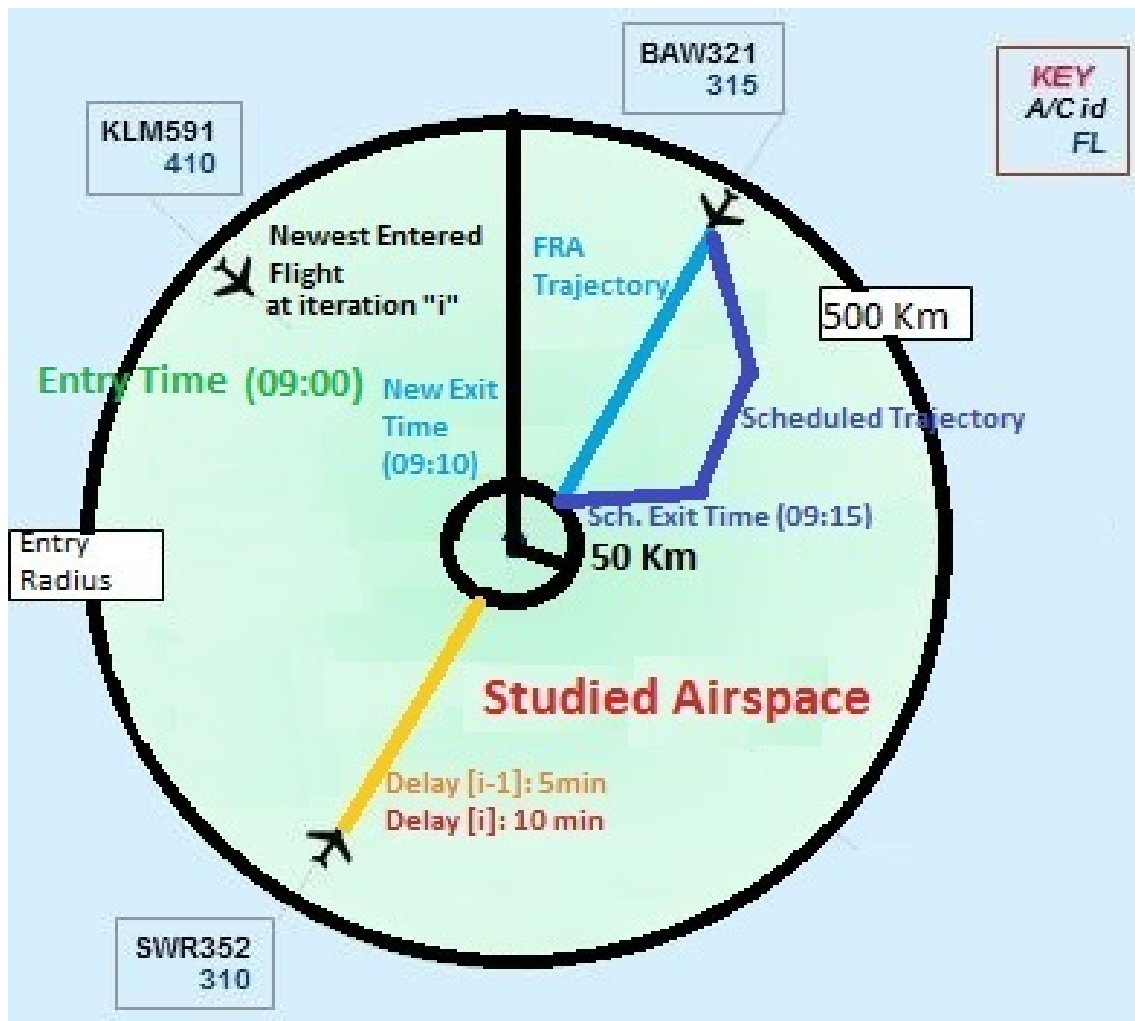 BAW321
315
KEY
A/C id
FL
KLM591
410
Newest Entered
Flight
at iteration "i"
FRA
Trajectory
500 Km
Entry Time (09:00)
New Exit
Time
(09:10)
Scheduled Trajectory
Sch. Exit Time (09:15)
50 Km
Entry
Radius
Studied Airspace
Delay [i-1]: 5min
Delay [i]: 10 min
SWR352
310